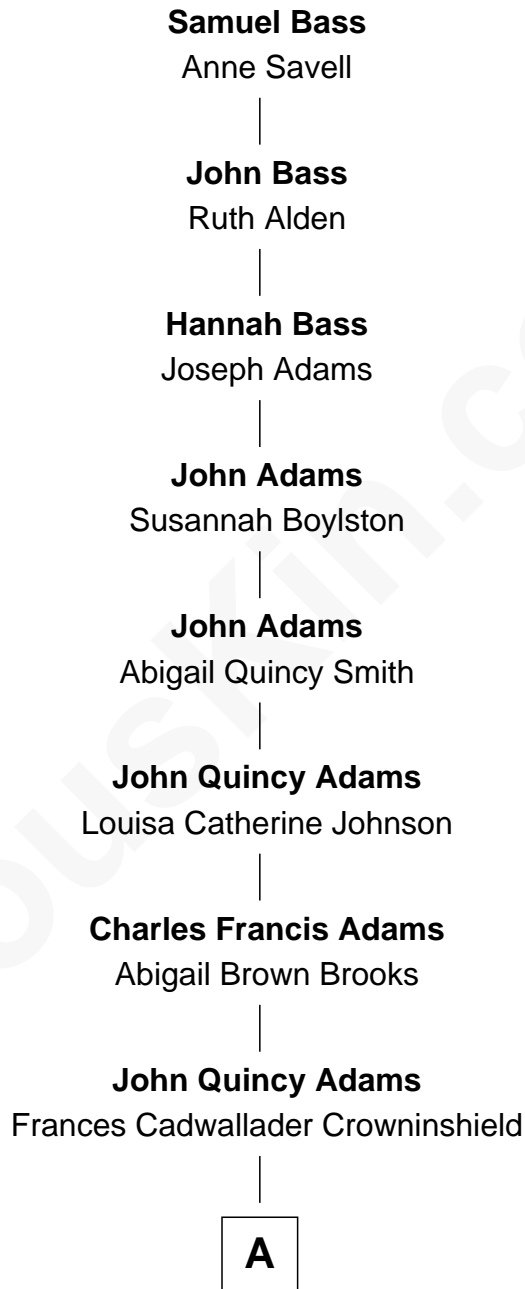 Samuel Bass
Anne Savell
John Bass
Ruth Alden
Hannah Bass
Joseph Adams
John Adams
Susannah Boylston
John Adams
Abigail Quincy Smith
John Quincy Adams
Louisa Catherine Johnson
Charles Francis Adams
Abigail Brown Brooks
John Quincy Adams
Frances Cadwallader Crowninshield
A